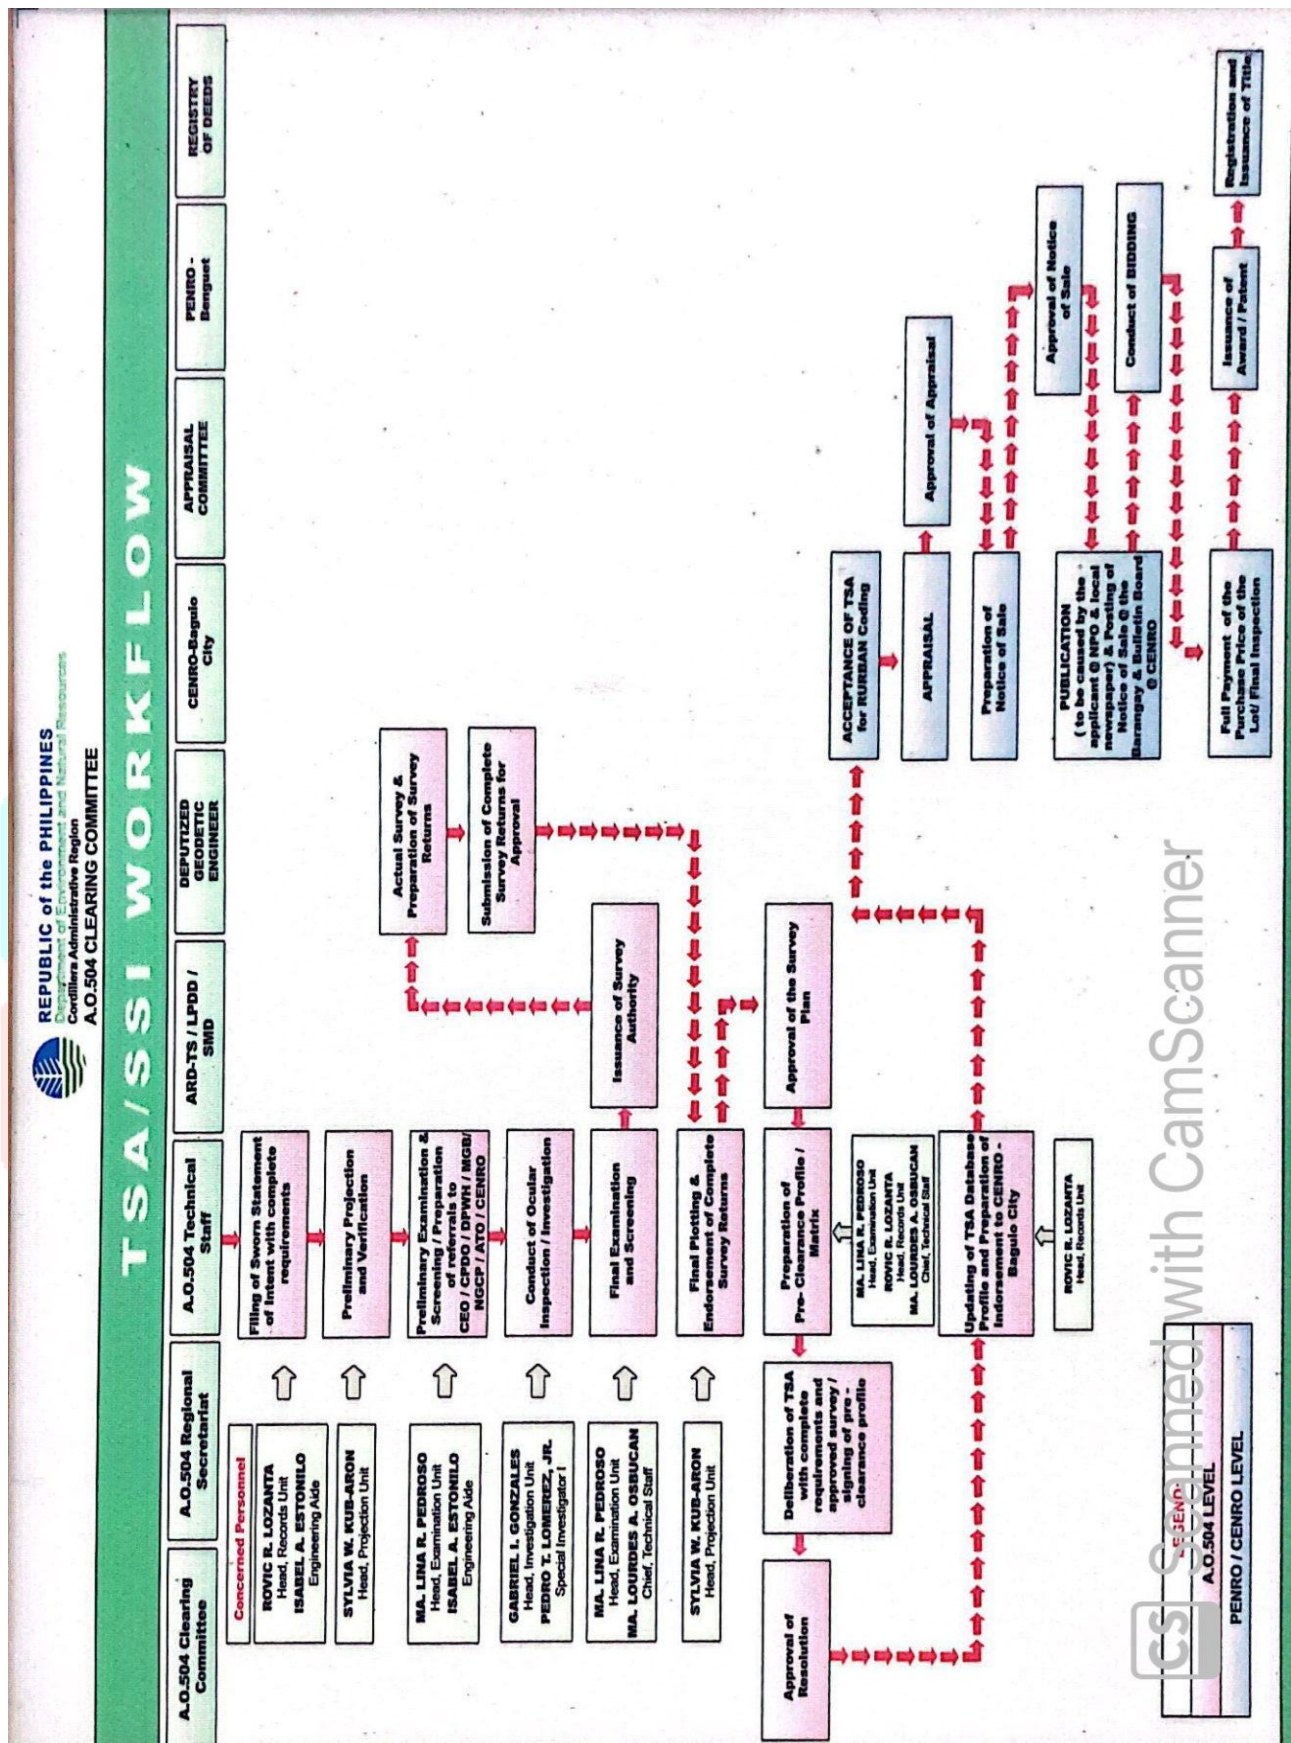 REPUBLIC of the PHILIPPINES
Department of Environment and Natural Resources
Cordillera Administrative Region
A.O.504 CLEARING COMMITTEE
TSA/SSI WORKFLOW
A.O.504 Clearing
Committee
A.O.504 Regional
Secretariat
A.O.504 Technical
Staff
ARD-TS / LPDD /
SMD
DEPUTIZED
GEODETIC
ENGINEER
CENRO-Baguio
City
APPRAISAL
COMMITTEE
PENRO -
Benguet
REGISTRY
OF DEEDS
Concerned Personnel
ROVIC R. LOZANTA
Head, Records Unit
ISABEL A. ESTONILO
Engineering Aide
Filing of Sworn Statement
of Intent with complete
requirements
SYLVIA W. KUB-ARON
Head, Projection Unit
Preliminary Projection
and Verification
MA. LINA R. PEDROSO
Head, Examination Unit
ISABEL A. ESTONILO
Engineering Aide
Preliminary Examination &
Screening / Preparation
of referrals to
CEO / CPDO / DPWH / MGB/
NGCP / ATO / CENRO
Actual Survey &
Preparation of Survey
Returns
Submission of Complete
Survey Returns for
Approval
GABRIEL I. GONZALES
Head, Investigation Unit
PEDRO T. LOMEREZ, JR.
Special Investigator I
Conduct of Ocular
Inspection / Investigation
MA. LINA R. PEDROSO
Head, Examination Unit
MA. LOURDES A. OSBUCAN
Chief, Technical Staff
Final Examination
and Screening
Issuance of Survey
Authority
SYLVIA W. KUB-ARON
Head, Projection Unit
Final Plotting &
Endorsement of Complete
Survey Returns
Approval of
Resolution
Deliberation of TSA
with complete
requirements and
approved survey /
signing of pre -
clearance profile
Preparation of
Pre- Clearance Profile /
Matrix
Approval of the Survey
Plan
MA. LINA R. PEDROSO
Head, Examination Unit
ROVIC R. LOZANTA
Head, Records Unit
MA. LOURDES A. OSBUCAN
Chief, Technical Staff
Updating of TSA Database
Profile and Preparation of
Indorsement to CENRO -
Baguio City
ROVIC R. LOZANTA
Head, Records Unit
ACCEPTANCE OF TSA
for RURBAN Coding
APPRAISAL
Approval of Appraisal
Preparation of
Notice of Sale
Approval of Notice
of Sale
PUBLICATION
( to be caused by the
applicant @ NPO & local
newspaper) & Posting of
Notice of Sale @ the
Barangay & Bulletin Board
@ CENRO
Conduct of BIDDING
Full Payment of the
Purchase Price of the
Lot/ Final Inspection
Issuance of
Award / Patent
Registration and
Issuance of Title
LEGEND:
A.O.504 LEVEL
PENRO / CENRO LEVEL
CS Scanned with CamScanner